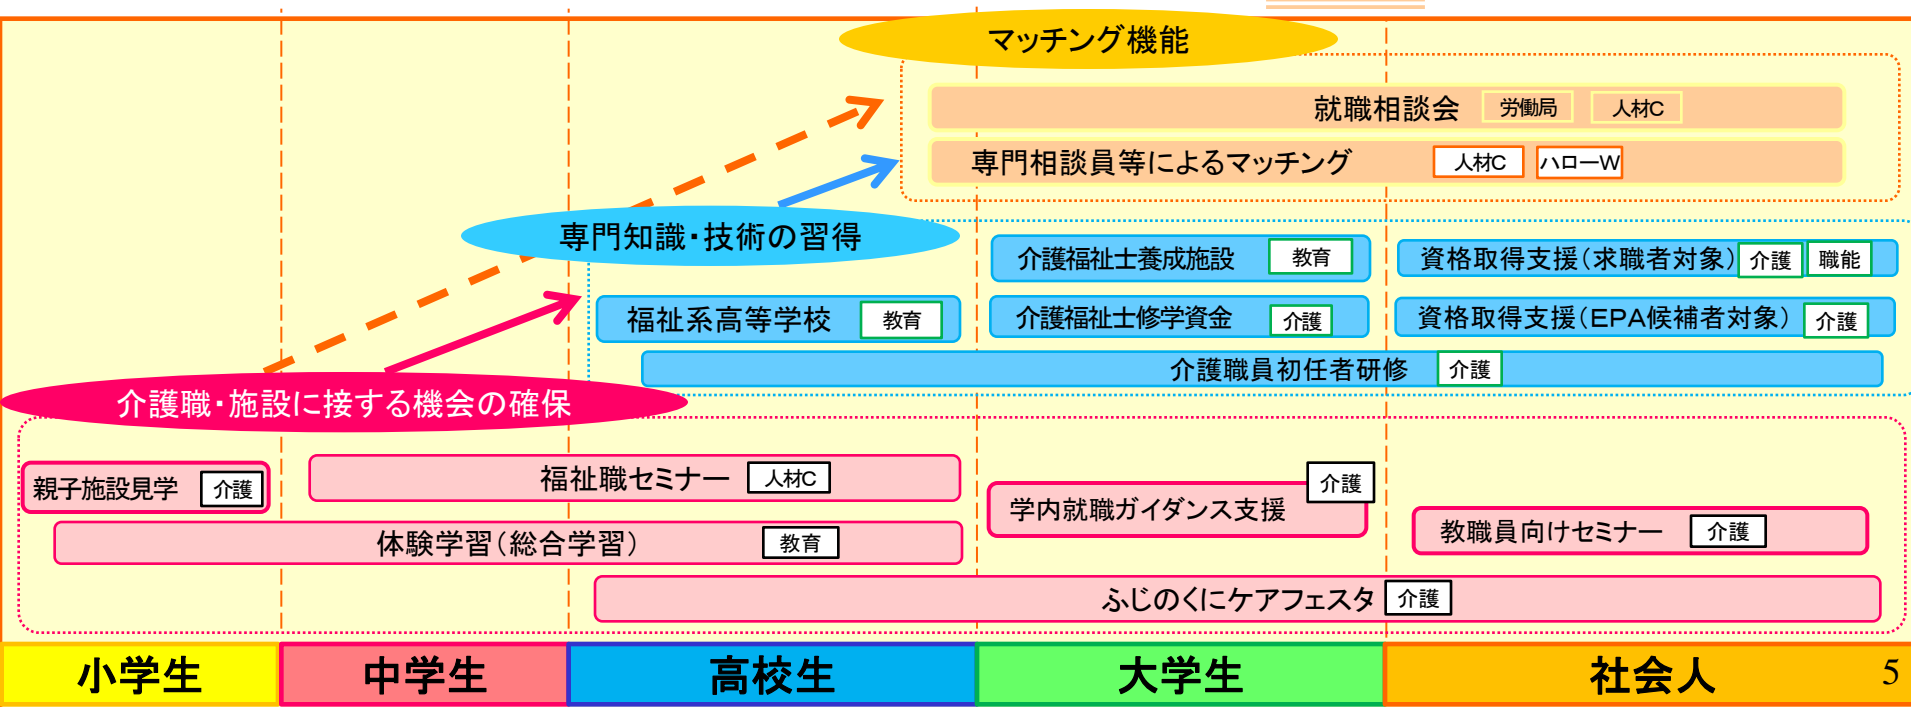 マッチング機能
就職相談会 労働局 人材C
専門相談員等によるマッチング 人材C ハローW
専門知識・技術の習得
介護福祉士養成施設 教育
資格取得支援(求職者対象) 介護 職能
福祉系高等学校 教育
介護福祉士修学資金 介護
資格取得支援(EPA候補者対象) 介護
介護職員初任者研修 介護
介護職・施設に接する機会の確保
親子施設見学 介護
福祉職セミナー 人材C
学内就職ガイダンス支援 介護
教職員向けセミナー 介護
体験学習(総合学習) 教育
ふじのくにケアフェスタ 介護
小学生 中学生 高校生 大学生 社会人 5